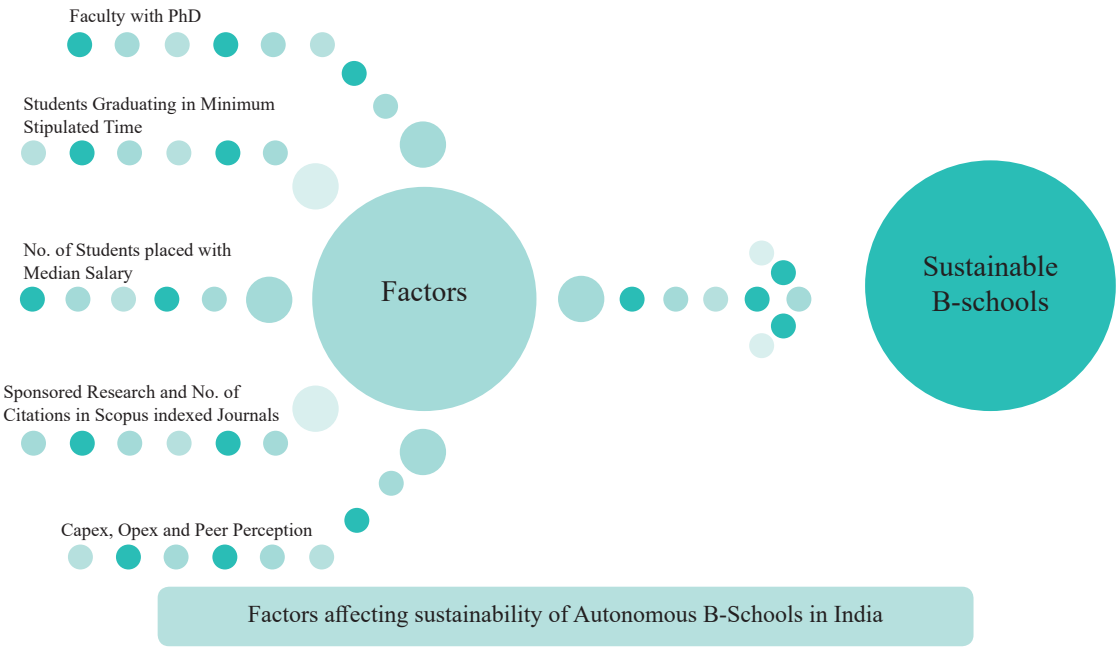 Faculty with PhD
Students Graduating in Minimum
Stipulated Time
No. of Students placed with
Median Salary
Factors
Sustainable
B-schools
Sponsored Research and No. of
Citations in Scopus indexed Journals
Capex, Opex and Peer Perception
Factors affecting sustainability of Autonomous B-Schools in India